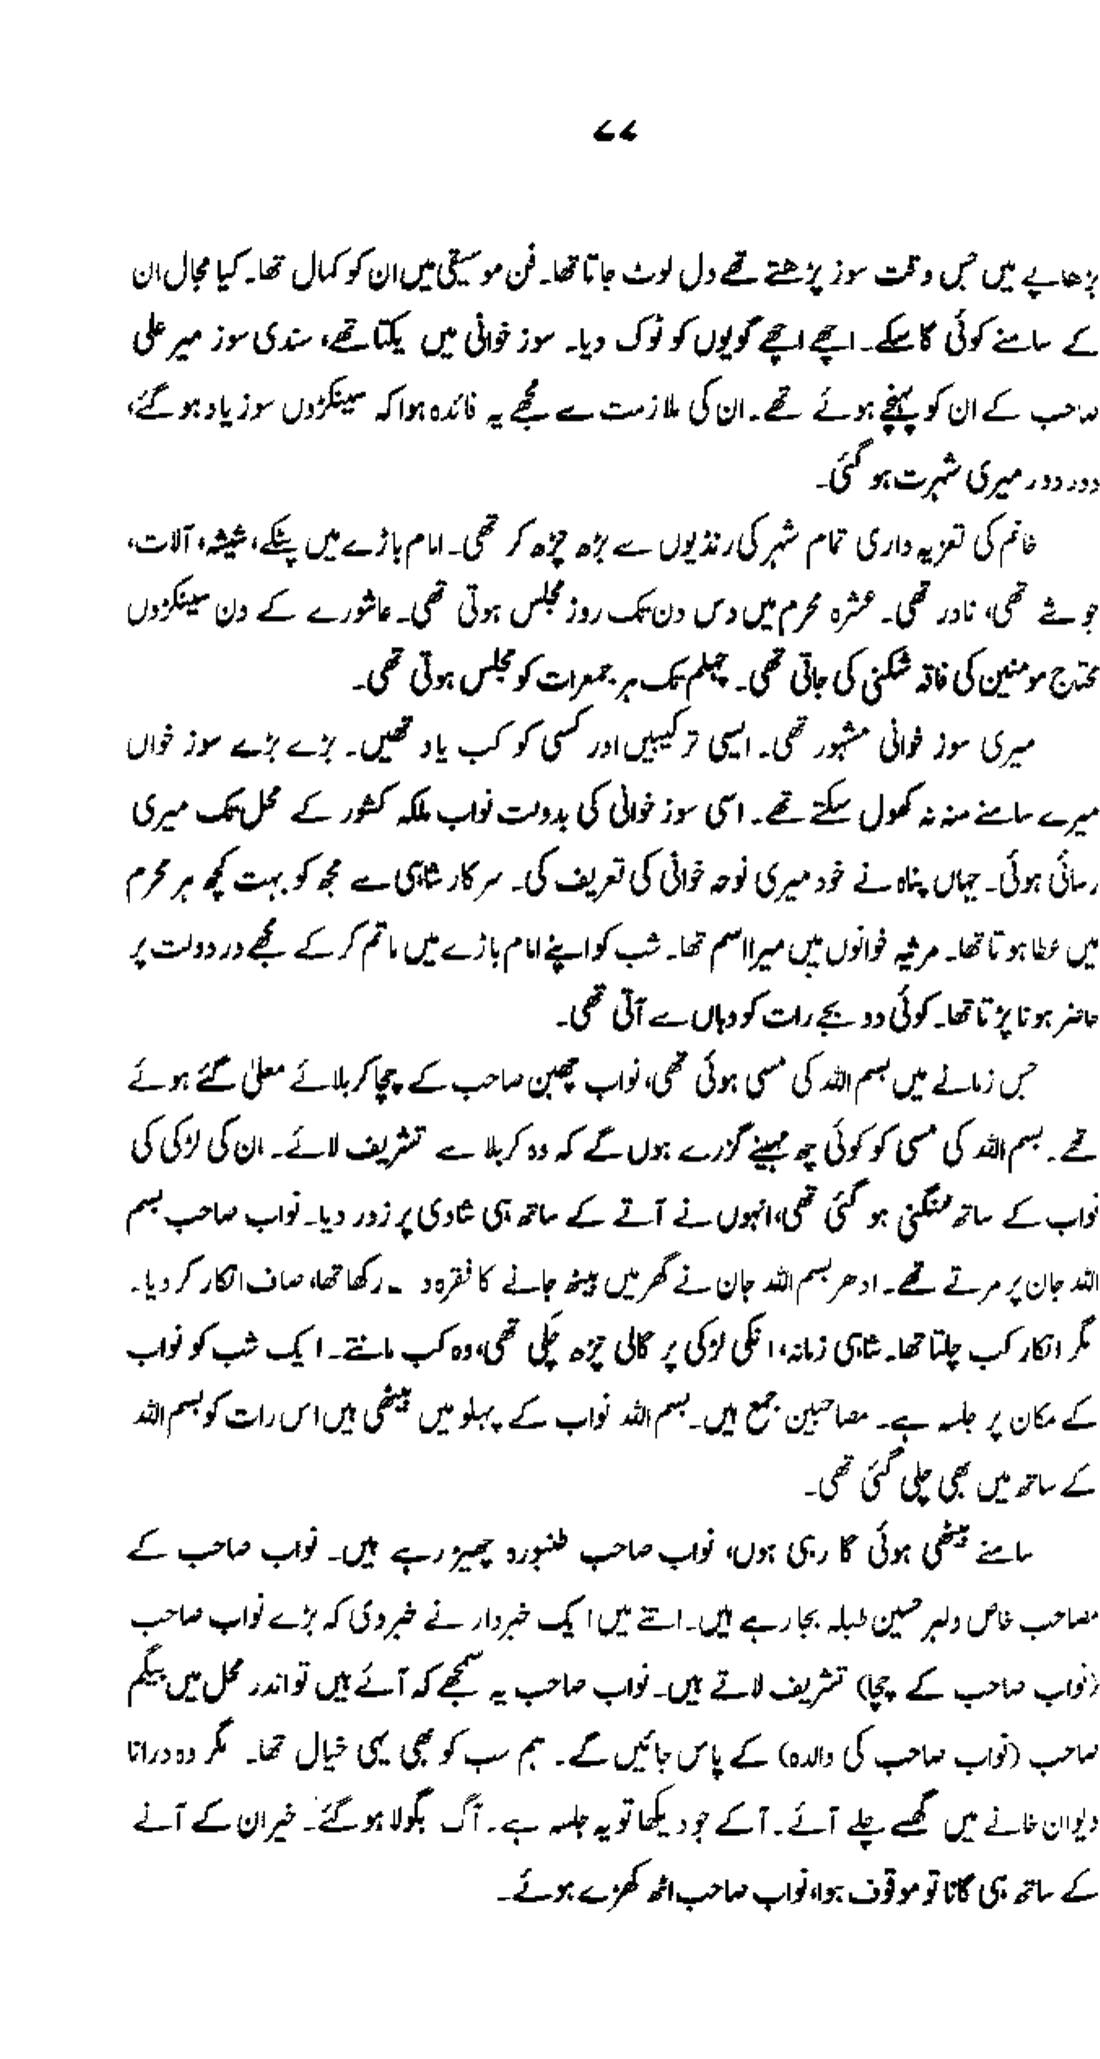 ۷۷
بڑھاپے میں جس وقت سوز پڑھتے تھے دل لوٹ جاتا تھا۔ فن موسیقی میں ان کو کمال تھا۔ کیا مجال ان
کے سامنے کوئی گا سکے۔ اچھے اچھے گویوں کو ٹوک دیا۔ سوز خوانی میں یکتا تھے، سندی سوز میر علی
صاحب کے ان کو پہنچے ہوئے تھے۔ ان کی ملازمت سے مجھے یہ فائدہ ہوا کہ سینکڑوں سوز یاد ہو گئے،
دور دور میری شہرت ہو گئی۔
خانم کی تعزیہ داری تمام شہر کی رنڈیوں سے بڑھ چڑھ کر تھی۔ امام باڑے میں پٹکے، شیشہ، آلات،
جو شے تھی، نادر تھی۔ عشرہ محرم میں دس دن تک روز مجلس ہوتی تھی۔ عاشورے کے دن سینکڑوں
محتاج مومنین کی فاقہ شکنی کی جاتی تھی۔ چہلم تک ہر جمعرات کو مجلس ہوتی تھی۔
میری سوز خوانی مشہور تھی۔ ایسی ترکیبیں اور کسی کو کب یاد تھیں۔ بڑے بڑے سوز خواں
میرے سامنے منہ نہ کھول سکتے تھے۔ اسی سوز خوانی کی بدولت نواب ملکہ کشور کے محل تک میری
رسائی ہوئی۔ جہاں پناہ نے خود میری نوحہ خوانی کی تعریف کی۔ سرکار شاہی سے مجھ کو بہت کچھ ہر محرم
میں عطا ہوتا تھا۔ مرثیہ خوانوں میں میرا اسم تھا۔ شب کو اپنے امام باڑے میں ماتم کر کے مجھے در دولت پر
حاضر ہونا پڑتا تھا۔ کوئی دو بجے رات کو وہاں سے آتی تھی۔
جس زمانے میں بسم اللہ کی مسی ہوئی تھی، نواب چھبن صاحب کے چچا کربلائے معلیٰ گئے ہوئے
تھے۔ بسم اللہ کی مسی کو کوئی چھ مہینے گزرے ہوں گے کہ وہ کربلا سے تشریف لائے۔ ان کی لڑکی کی
نواب کے ساتھ منگنی ہو گئی تھی، انہوں نے آتے کے ساتھ ہی شادی پر زور دیا۔ نواب صاحب بسم
اللہ جان پر مرتے تھے۔ ادھر بسم اللہ جان نے گھر میں بیٹھ جانے کا فقرہ دے رکھا تھا، صاف انکار کر دیا۔
مگر انکار کب چلتا تھا۔ شاہی زمانہ، انکی لڑکی پر گالی چڑھ چکی تھی، وہ کب مانتے۔ ایک شب کو نواب
کے مکان پر جلسہ ہے۔ مصاحبین جمع ہیں۔ بسم اللہ نواب کے پہلو میں بیٹھی ہیں اس رات کو بسم اللہ
کے ساتھ میں بھی چلی گئی تھی۔
سامنے بیٹھی ہوئی گا رہی ہوں، نواب صاحب طنبورہ چھیڑ رہے ہیں۔ نواب صاحب کے
مصاحب خاص دلبر حسین طبلہ بجا رہے ہیں۔ اتنے میں ایک خبردار نے خبر دی کہ بڑے نواب صاحب
(نواب صاحب کے چچا) تشریف لاتے ہیں۔ نواب صاحب یہ سمجھے کہ آئے ہیں تو اندر محل میں بیگم
صاحب (نواب صاحب کی والدہ) کے پاس جائیں گے۔ ہم سب کو بھی یہی خیال تھا۔ مگر وہ دراتا
دیوان خانے میں گھسے چلے آئے۔ آکے جو دیکھا تو یہ جلسہ ہے۔ آگ بگولا ہو گئے۔ خیر ان کے آنے
کے ساتھ ہی گانا تو موقوف ہوا، نواب صاحب اٹھ کھڑے ہوئے۔